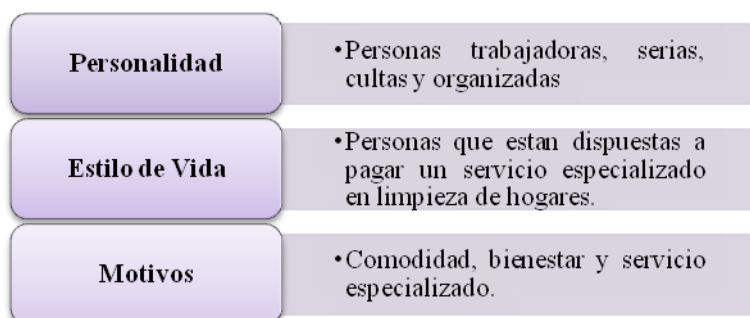 Personalidad
•Personas trabajadoras, serias,
cultas y organizadas
Estilo de Vida
•Personas que estan dispuestas a
pagar un servicio especializado
en limpieza de hogares.
Motivos
•Comodidad, bienestar y servicio
especializado.